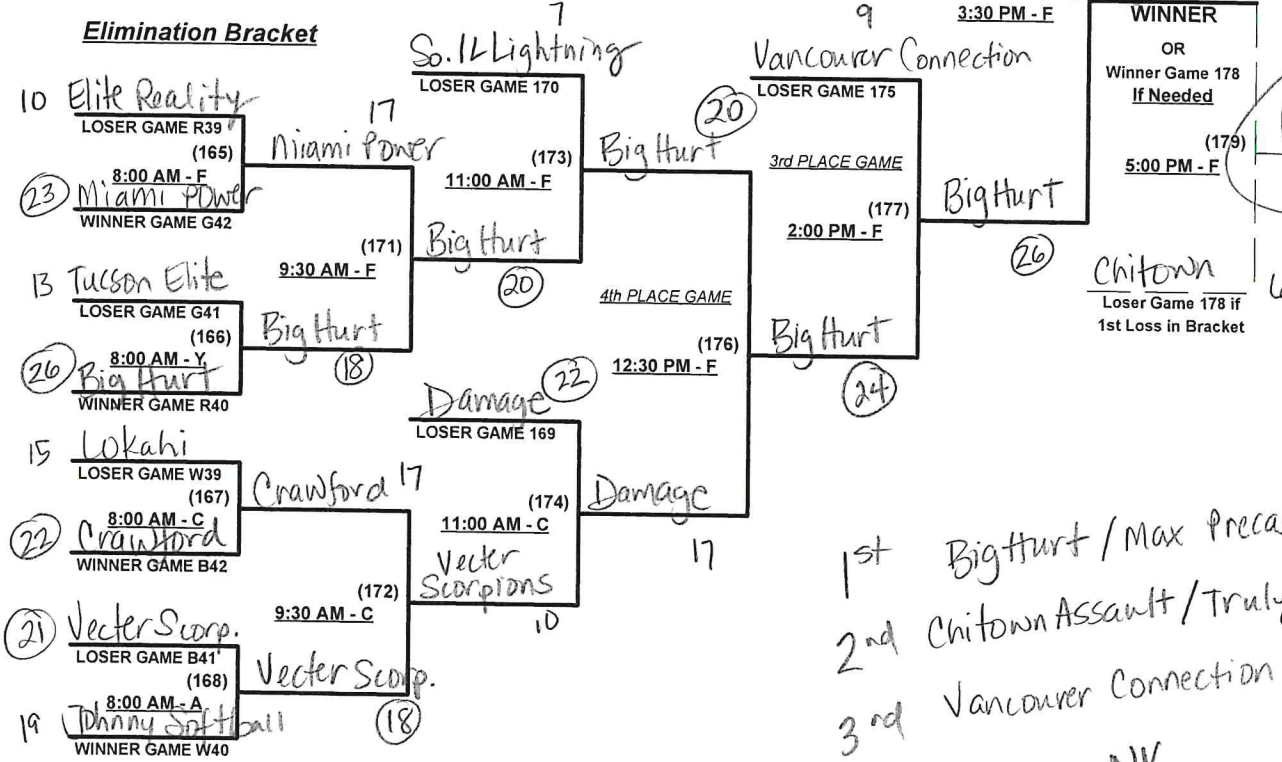 Elimination Bracket
10 Elite Reality
LOSER GAME R39
(165)
8:00 AM - F
23 Miami Power
WINNER GAME G42
17
Miami Power
(171)
9:30 AM - F
13 Tucson Elite
LOSER GAME G41
(166)
8:00 AM - Y
26 Big Hurt
WINNER GAME R40
Big Hurt
18
15 Lokahi
LOSER GAME W39
(167)
8:00 AM - C
22 Crawford
WINNER GAME B42
Crawford 17
(172)
9:30 AM - C
21 Vecter Scorp.
LOSER GAME B41
(168)
8:00 AM - A
19 Johnny Softball
WINNER GAME W40
Vecter Scorp.
18
7
So. IL Lightning
LOSER GAME 170
(173)
11:00 AM - F
Big Hurt
20
Damage 22
LOSER GAME 169
(174)
11:00 AM - C
Vecter
Scorpions
10
20
Big Hurt
4th PLACE GAME
(176)
12:30 PM - F
Damage
17
9
Vancouver Connection
LOSER GAME 175
3rd PLACE GAME
(177)
2:00 PM - F
Big Hurt
24
3:30 PM - F
Big Hurt
26
WINNER
OR
Winner Game 178
If Needed
(179)
5:00 PM - F
Chitown
Loser Game 178 if
1st Loss in Bracket
1st Big Hurt / Max Preca
2nd Chitown Assault / Truly
3rd Vancouver Connection